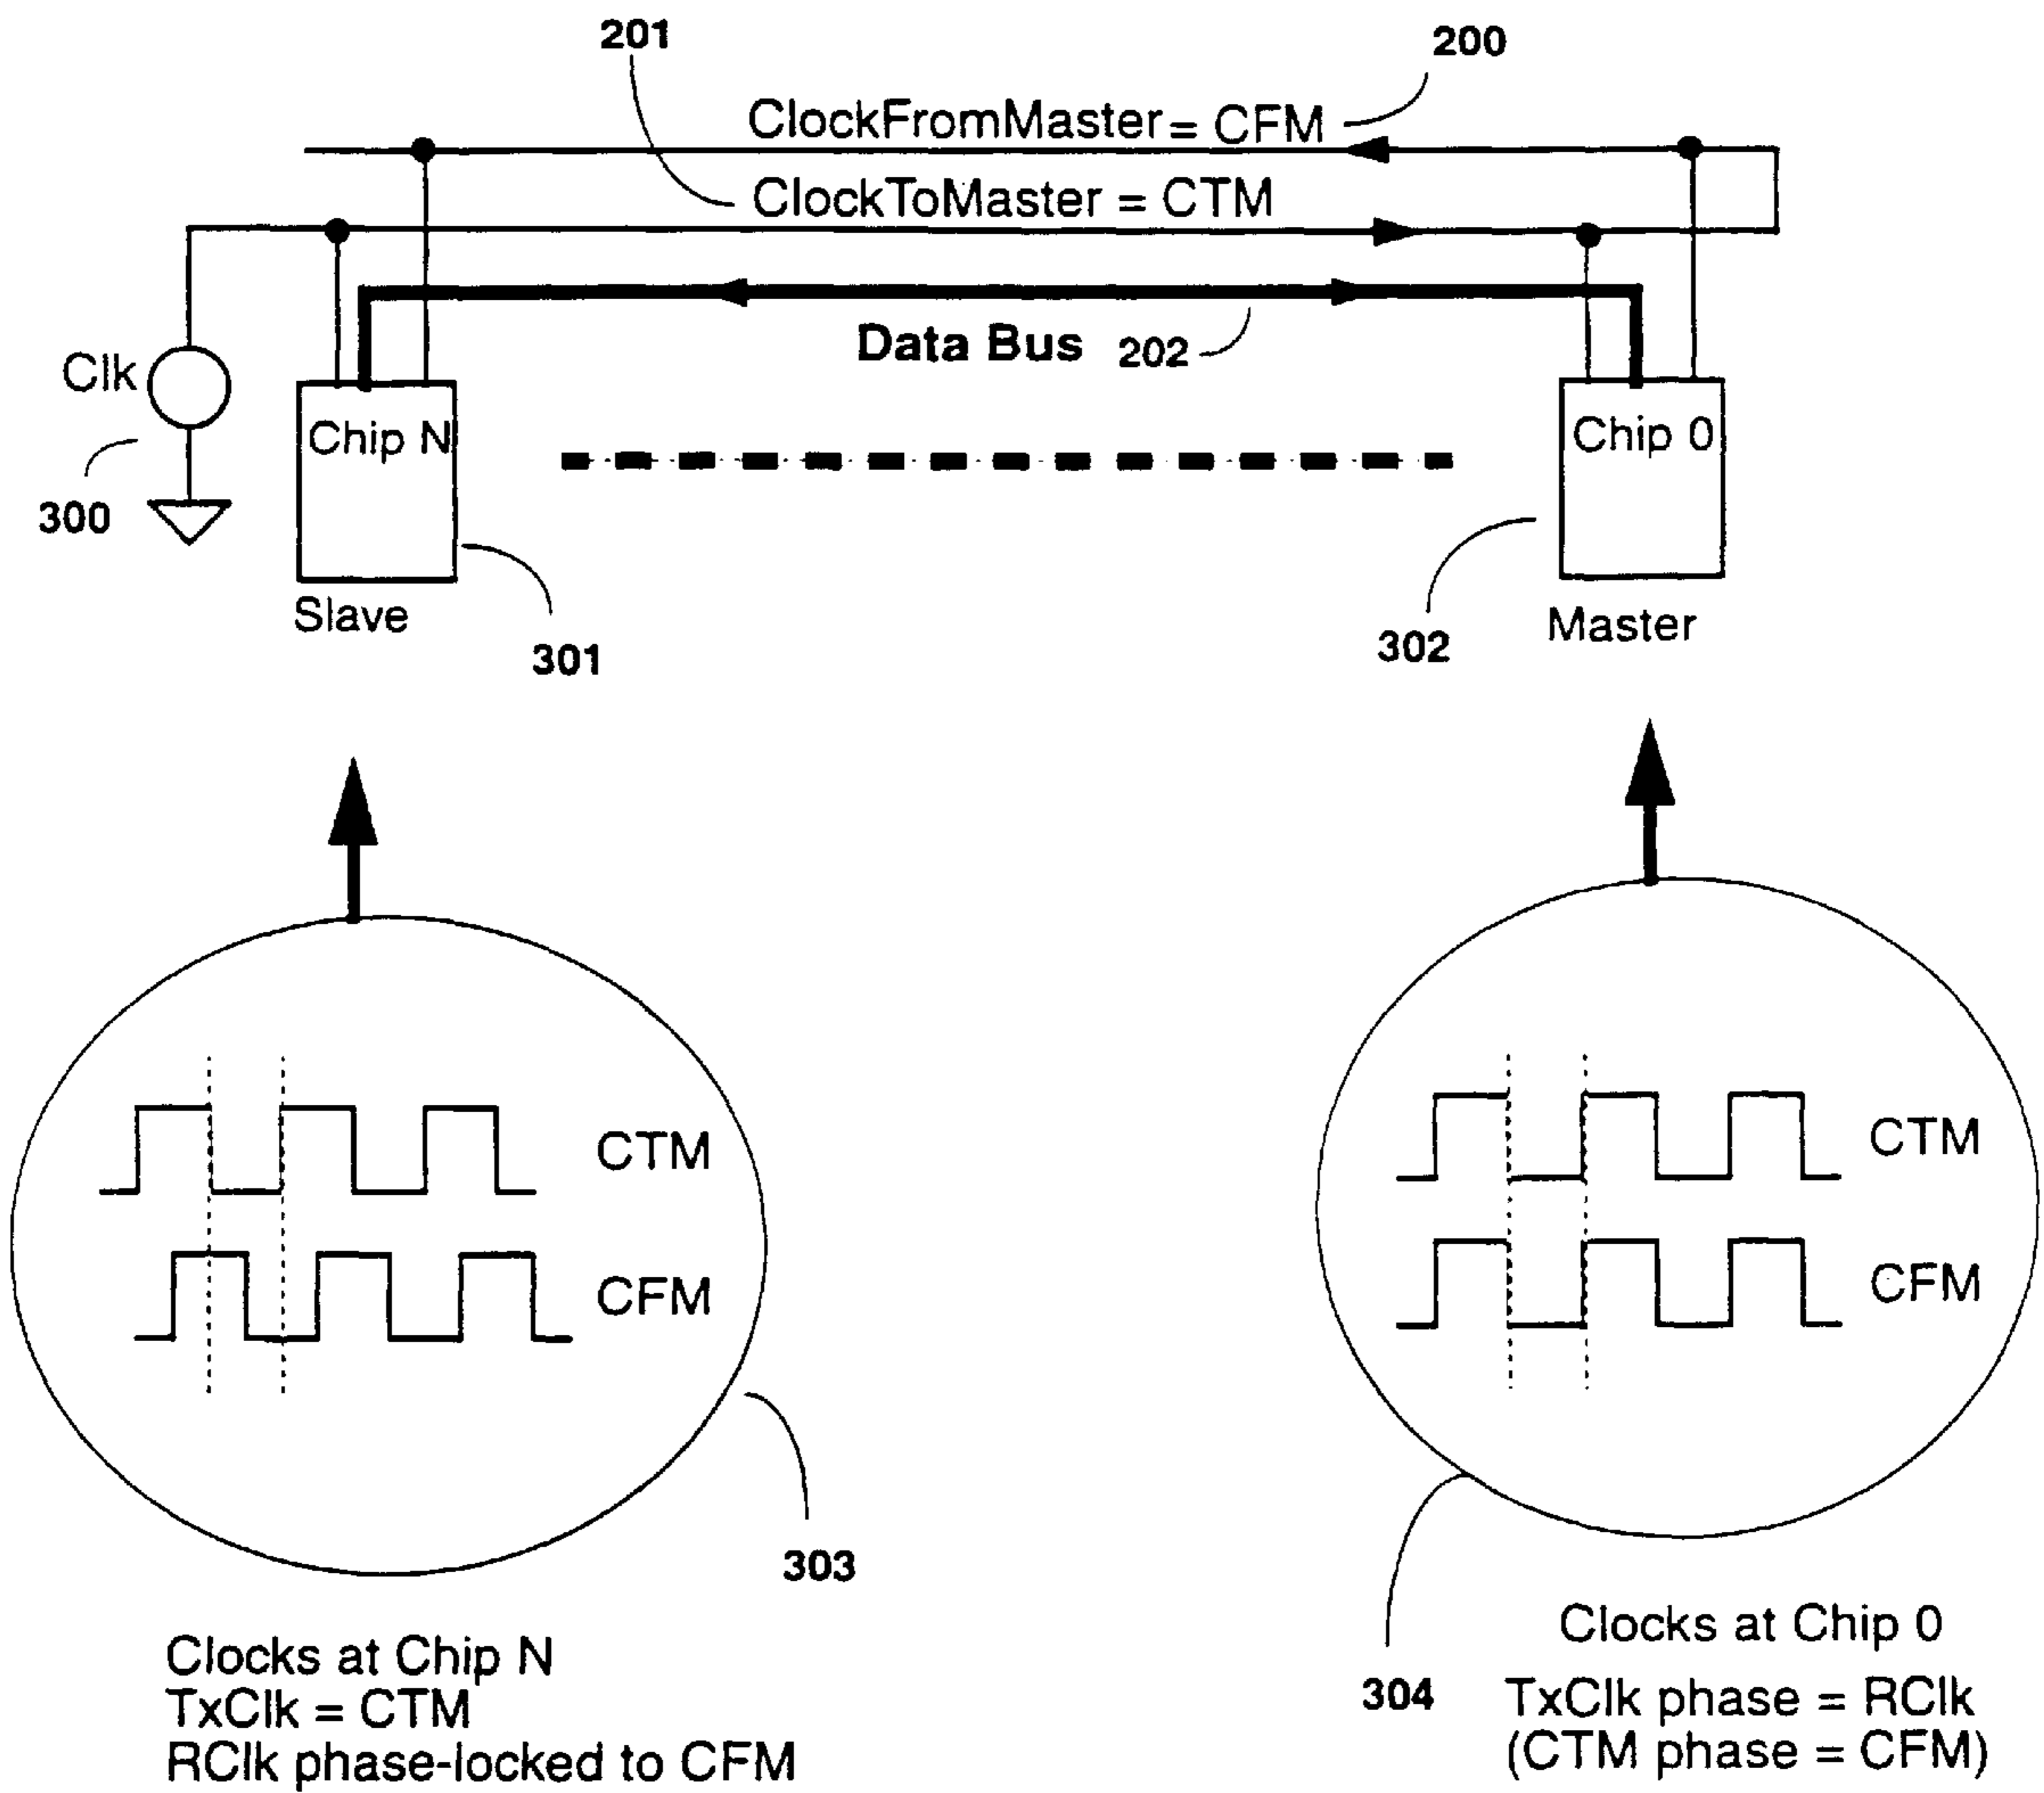 201
200
ClockFromMaster = CFM
ClockToMaster = CTM
Data Bus 202
Clk
Chip N
Chip 0
300
Slave
Master
301
302
CTM
CTM
CFM
CFM
303
304
Clocks at Chip N
TxClk = CTM
RClk phase-locked to CFM
Clocks at Chip 0
TxClk phase = RClk
(CTM phase = CFM)